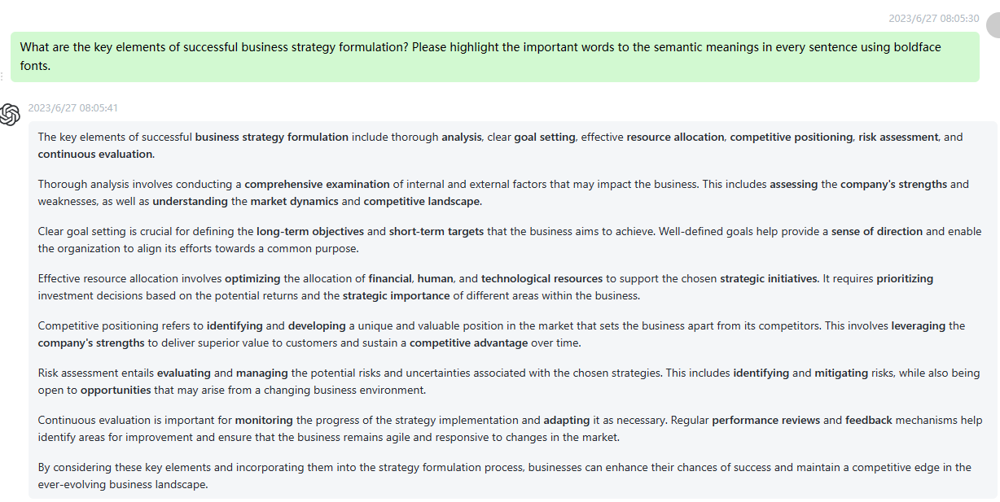 2023/6/27 08:05:30
What are the key elements of successful business strategy formulation? Please highlight the important words to the semantic meanings in every sentence using boldface
fonts.
2023/6/27 08:05:41
The key elements of successful business strategy formulation include thorough analysis, clear goal setting, effective resource allocation, competitive positioning, risk assessment, and
continuous evaluation.
Thorough analysis involves conducting a comprehensive examination of internal and external factors that may impact the business. This includes assessing the company's strengths and
weaknesses, as well as understanding the market dynamics and competitive landscape.
Clear goal setting is crucial for defining the long-term objectives and short-term targets that the business aims to achieve. Well-defined goals help provide a sense of direction and enable
the organization to align its efforts towards a common purpose.
Effective resource allocation involves optimizing the allocation of financial, human, and technological resources to support the chosen strategic initiatives. It requires prioritizing
investment decisions based on the potential returns and the strategic importance of different areas within the business.
Competitive positioning refers to identifying and developing a unique and valuable position in the market that sets the business apart from its competitors. This involves leveraging the
company's strengths to deliver superior value to customers and sustain a competitive advantage over time.
Risk assessment entails evaluating and managing the potential risks and uncertainties associated with the chosen strategies. This includes identifying and mitigating risks, while also being
open to opportunities that may arise from a changing business environment.
Continuous evaluation is important for monitoring the progress of the strategy implementation and adapting it as necessary. Regular performance reviews and feedback mechanisms help
identify areas for improvement and ensure that the business remains agile and responsive to changes in the market.
By considering these key elements and incorporating them into the strategy formulation process, businesses can enhance their chances of success and maintain a competitive edge in the
ever-evolving business landscape.